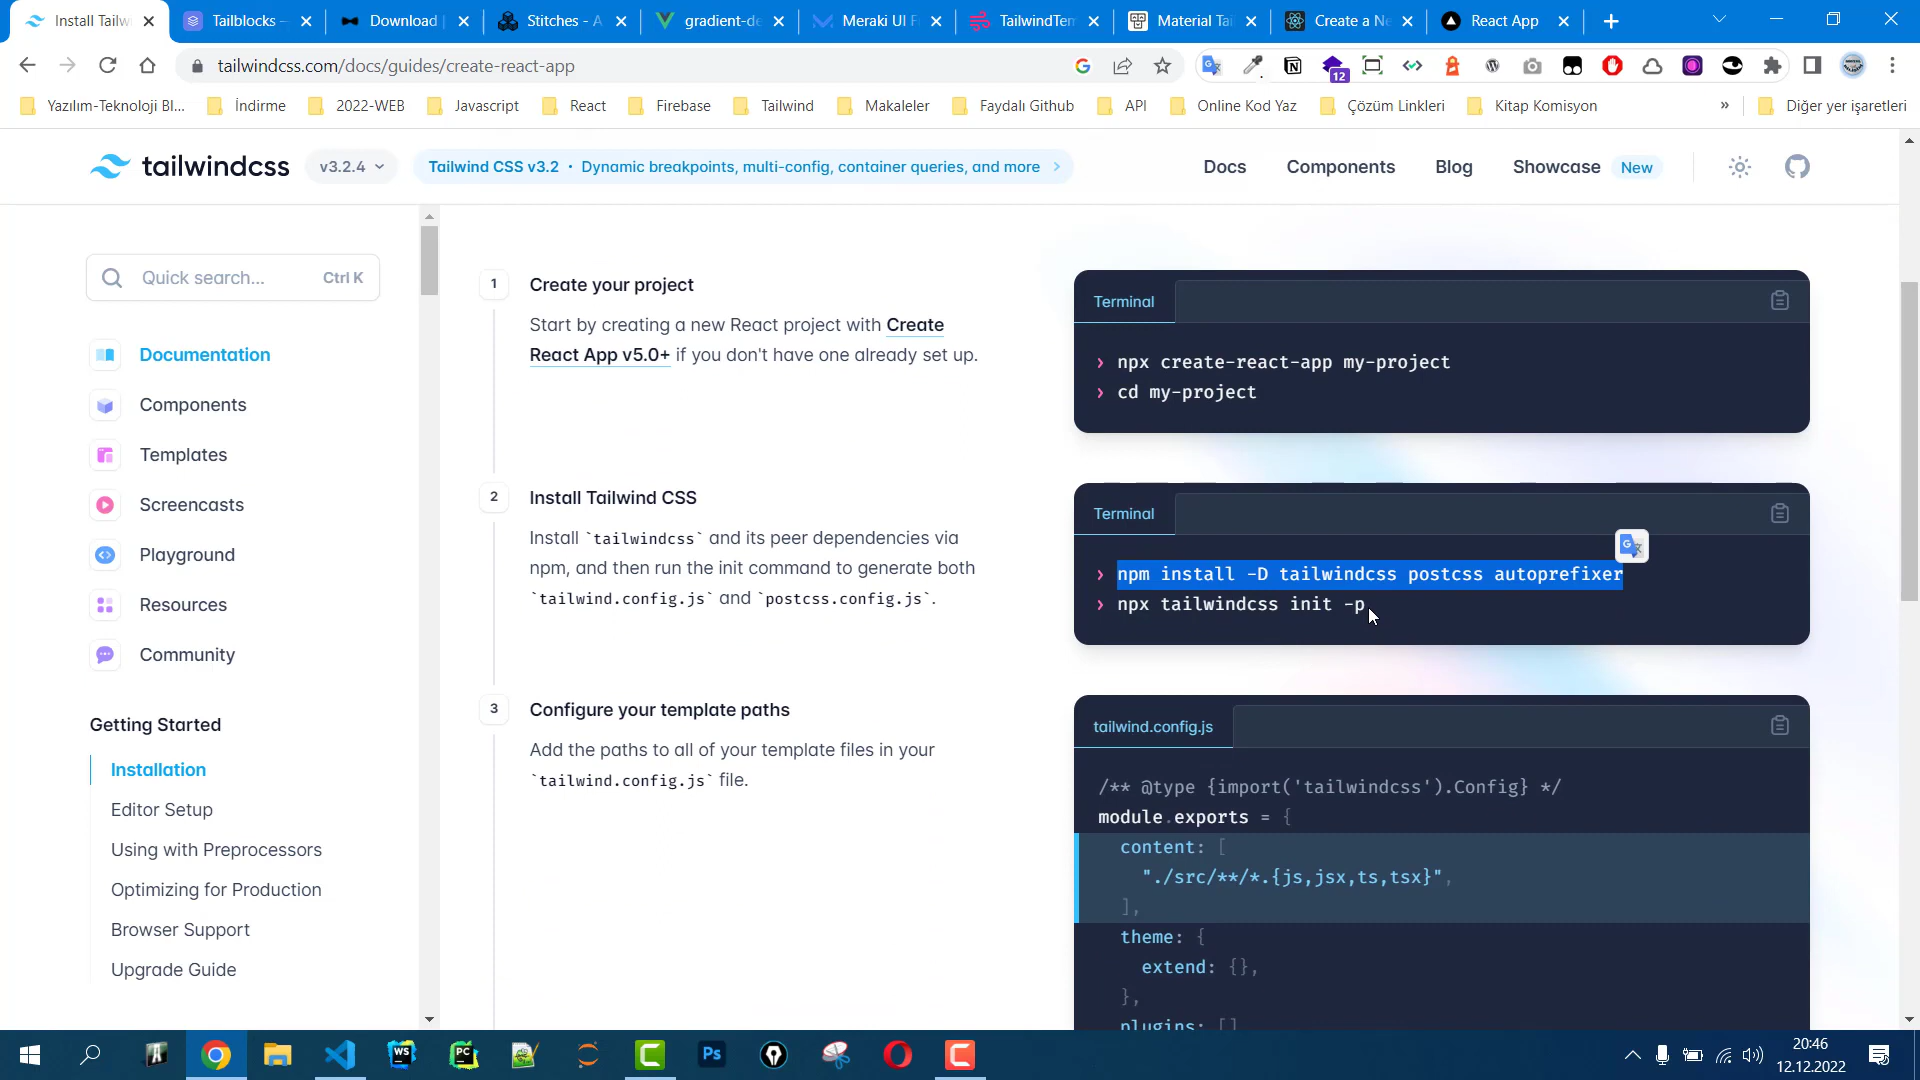 Install Tailw
Tailblocks —
Download |
Stitches - A
gradient-de
Meraki UI F
TailwindTem
Material Tai
Create a Ne
React App
tailwindcss.com/docs/guides/create-react-app
12
Yazılım-Teknoloji Bl...
İndirme
2022-WEB
Javascript
React
Firebase
Tailwind
Makaleler
Faydalı Github
API
Online Kod Yaz
Çözüm Linkleri
Kitap Komisyon
»
Diğer yer işaretleri
tailwindcss
v3.2.4
Tailwind CSS v3.2 · Dynamic breakpoints, multi-config, container queries, and more
Docs
Components
Blog
Showcase
New
Quick search...
Ctrl K
Documentation
Components
Templates
Screencasts
Playground
Resources
Community
Getting Started
Installation
Editor Setup
Using with Preprocessors
Optimizing for Production
Browser Support
Upgrade Guide
1
Create your project
Start by creating a new React project with Create
React App v5.0+ if you don't have one already set up.
Terminal
› npx create-react-app my-project
› cd my-project
2
Install Tailwind CSS
Install `tailwindcss` and its peer dependencies via
npm, and then run the init command to generate both
`tailwind.config.js` and `postcss.config.js`.
Terminal
› npm install -D tailwindcss postcss autoprefixer
› npx tailwindcss init -p
3
Configure your template paths
Add the paths to all of your template files in your
`tailwind.config.js` file.
tailwind.config.js
/** @type {import('tailwindcss').Config} */
module.exports = {
content: [
"./src/**/*.{js,jsx,ts,tsx}",
],
theme: {
extend: {},
},
plugins: []
WS
PC
Ps
20:46
12.12.2022